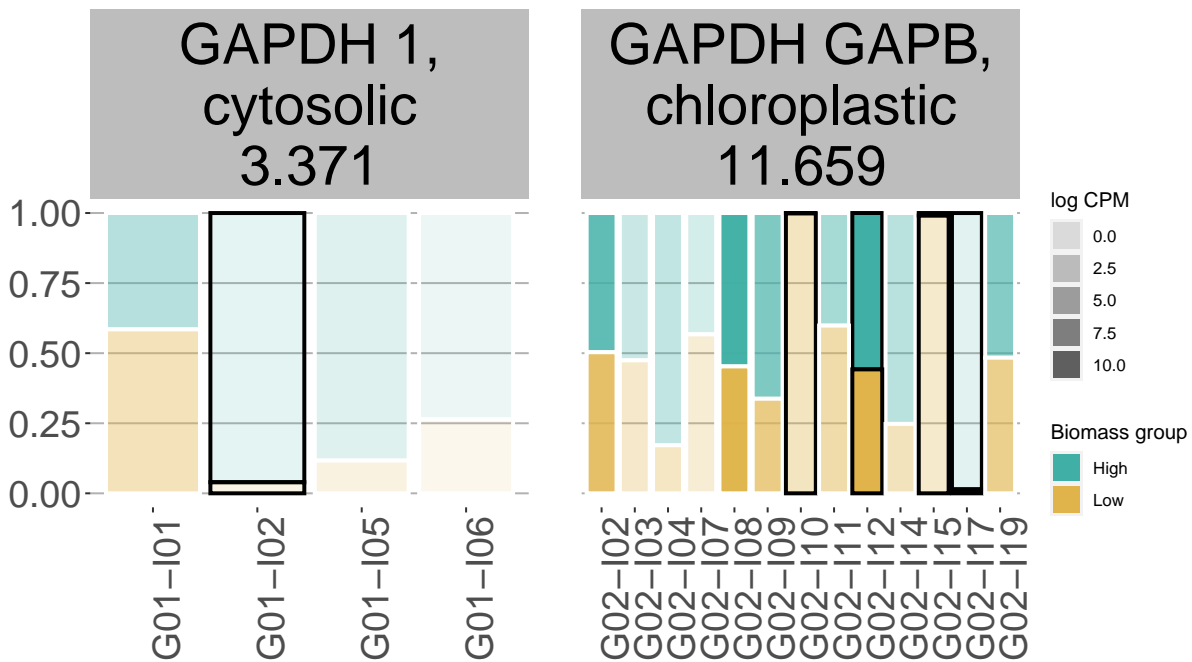 GAPDH 1,
cytosolic
3.371
GAPDH GAPB,
chloroplastic
11.659
1.00
0.75
0.50
0.25
0.00
G01−I01
G01−I02
G01−I05
G01−I06
G02−I02
G02−I03
G02−I04
G02−I07
G02−I08
G02−I09
G02−I10
G02−I11
G02−I12
G02−I14
G02−I15
G02−I17
G02−I19
log CPM
0.0
2.5
5.0
7.5
10.0
Biomass group
High
Low